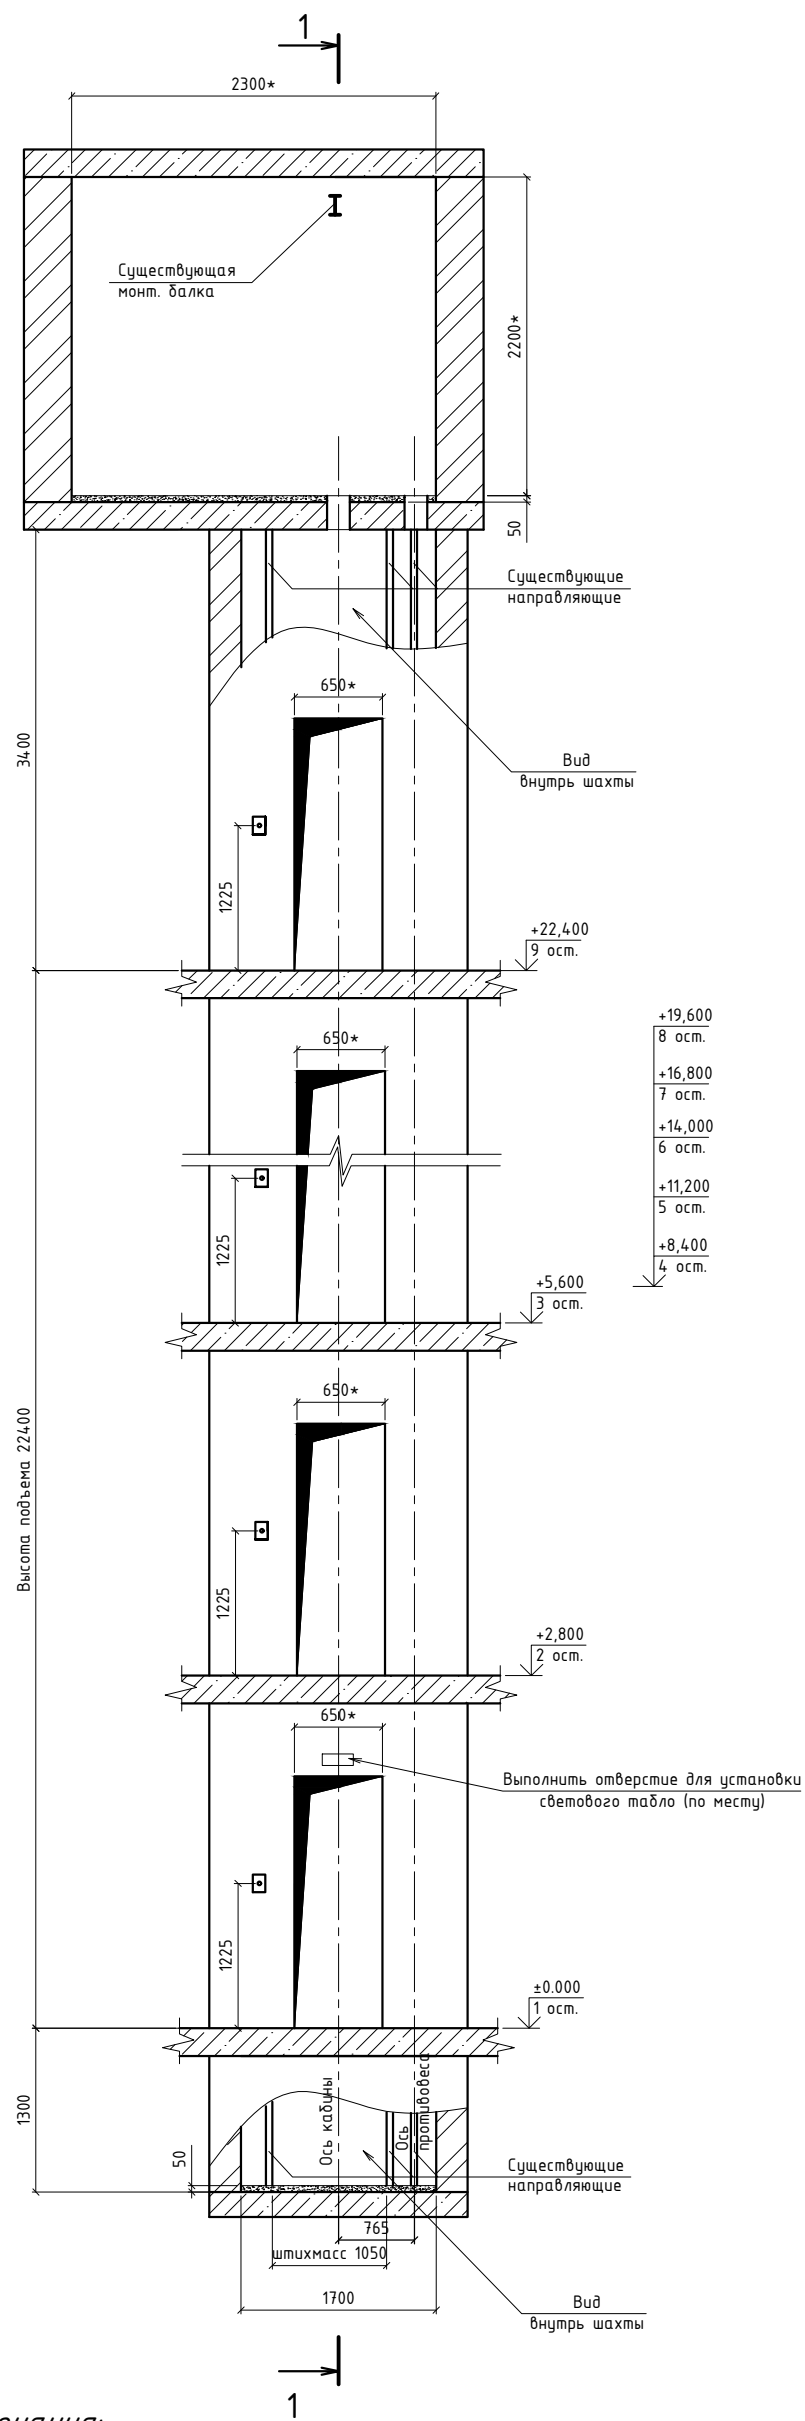 1
2300*
Существующая
монт. балка
2200*
50
Существующие
направляющие
650*
Вид
внутрь шахты
3400
1225
+22,400
9 ост.
+19,600
8 ост.
650*
+16,800
7 ост.
+14,000
6 ост.
+11,200
5 ост.
1225
+8,400
4 ост.
+5,600
3 ост.
650*
Высота подъема 22400
1225
+2,800
2 ост.
650*
Выполнить отверстие для установки
светового табло (по месту)
1225
±0.000
1 ост.
1300
Ось кабины
Ось
противовеса
50
Существующие
направляющие
765
штихмасс 1050
1700
Вид
внутрь шахты
1